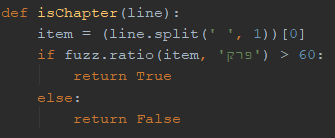 def isChapter(line):
    item = (line.split(' ', 1))[0]
    if fuzz.ratio(item, 'פרק') > 60:
        return True
    else:
        return False